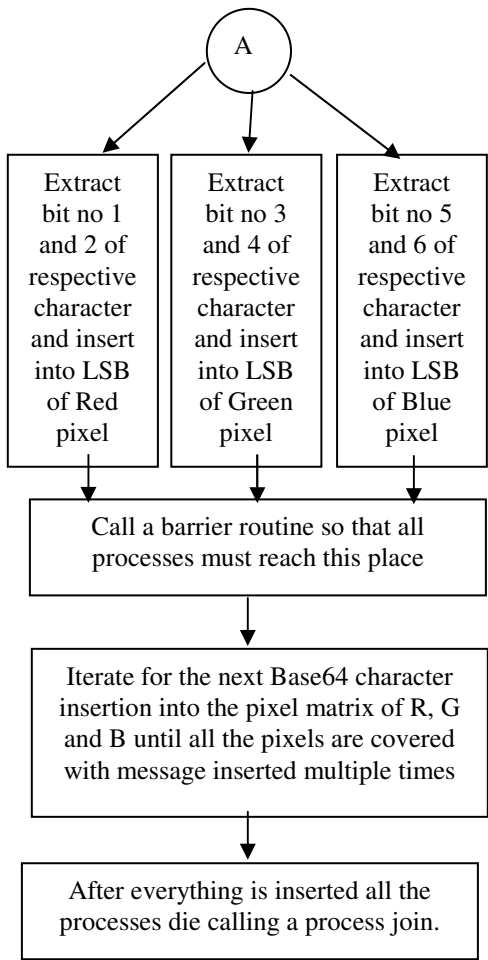 A
Extract
bit no 1
and 2 of
respective
character
and insert
into LSB
of Red
pixel
Extract
bit no 3
and 4 of
respective
character
and insert
into LSB
of Green
pixel
Extract
bit no 5
and 6 of
respective
character
and insert
into LSB
of Blue
pixel
Call a barrier routine so that all
processes must reach this place
Iterate for the next Base64 character
insertion into the pixel matrix of R, G
and B until all the pixels are covered
with message inserted multiple times
After everything is inserted all the
processes die calling a process join.